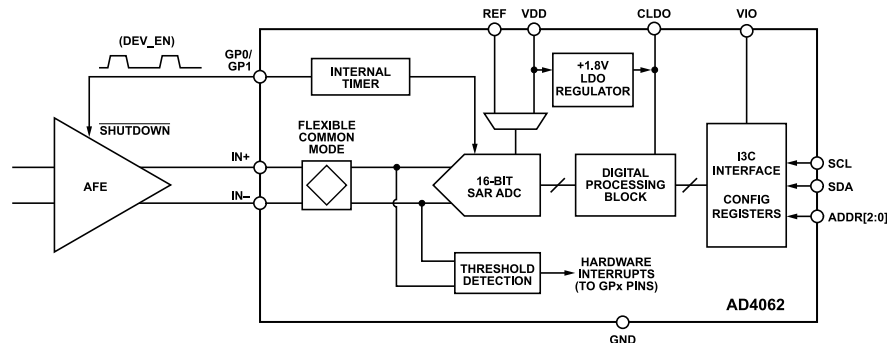 REF
VDD
CLDO
VIO
(DEV_EN)
GP0/
GP1
INTERNAL
TIMER
+1.8V
LDO
REGULATOR
SHUTDOWN
FLEXIBLE
COMMON
MODE
IN+
IN–
AFE
16-BIT
SAR ADC
DIGITAL
PROCESSING
BLOCK
I3C
INTERFACE
CONFIG
REGISTERS
SCL
SDA
ADDR[2:0]
THRESHOLD
DETECTION
HARDWARE
INTERRUPTS
(TO GPx PINS)
AD4062
GND